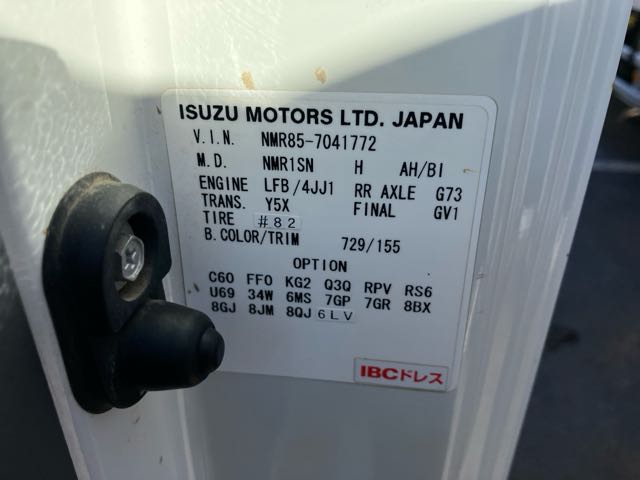 ISUZU MOTORS LTD. JAPAN
V.I.N. NMR85-7041772
M.D. NMR1SN H AH/BI
ENGINE LFB/4JJ1 RR AXLE G73
TRANS. Y5X FINAL GV1
TIRE #82
B.COLOR/TRIM 729/155
OPTION
C60 FF0 KG2 Q3Q RPV RS6
U69 34W 6MS 7GP 7GR 8BX
8GJ 8JM 8QJ 6LV
IBCドレス